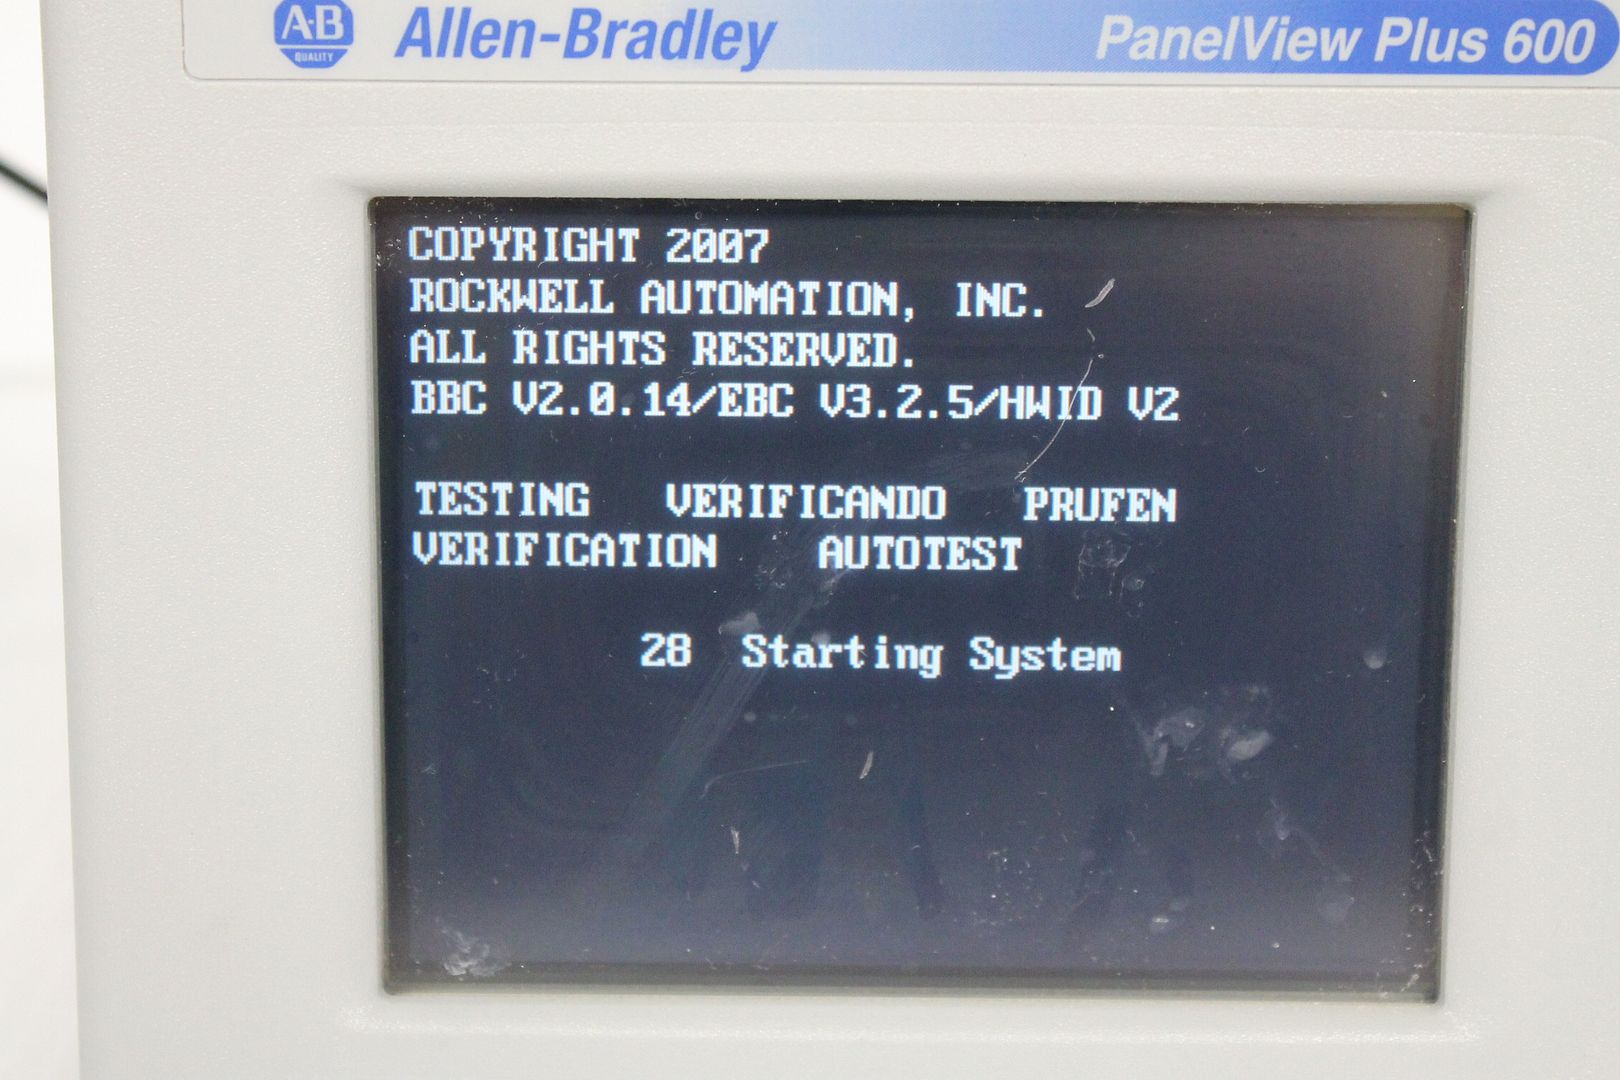 A-B
QUALITY
Allen-Bradley
PanelView Plus 600
COPYRIGHT 2007
ROCKWELL AUTOMATION, INC.
ALL RIGHTS RESERVED.
BBC V2.0.14/EBC V3.2.5/HWID V2
TESTING VERIFICANDO PRUFEN
VERIFICATION AUTOTEST
28 Starting System